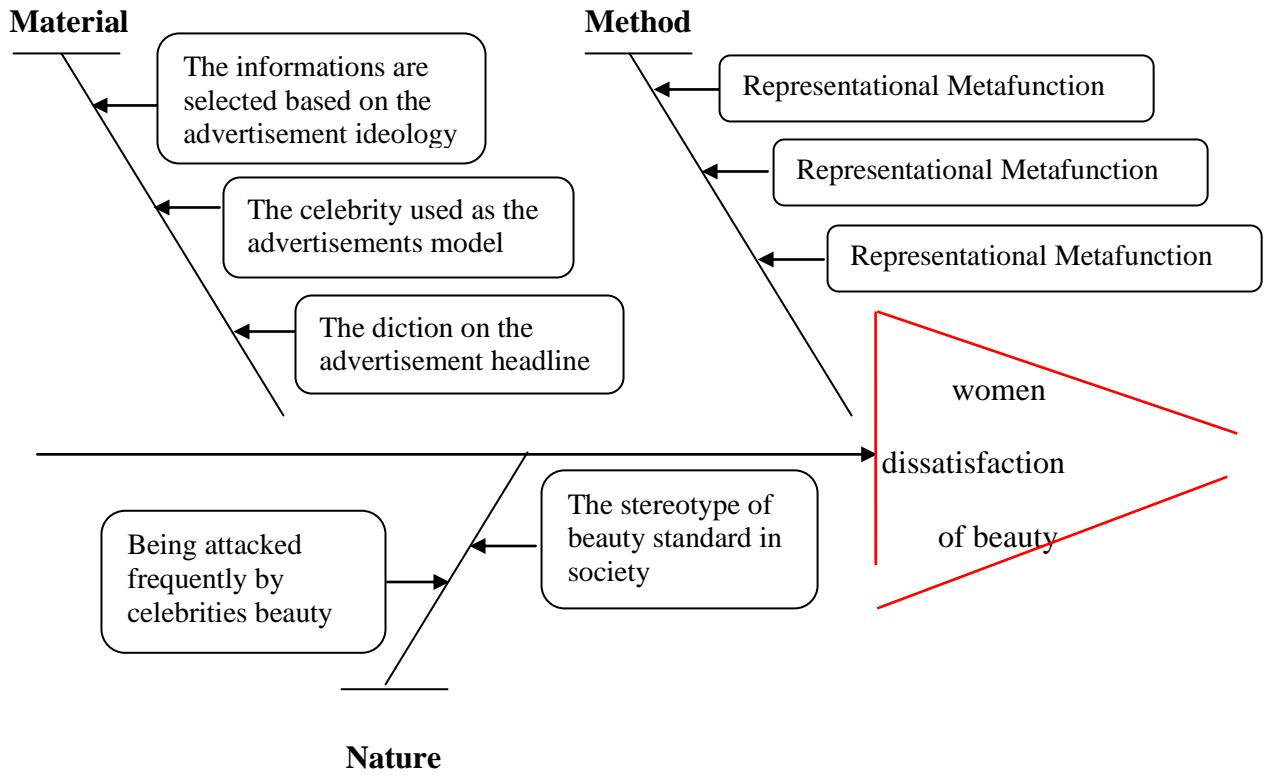 Material
The informations are
selected based on the
advertisement ideology
The celebrity used as the
advertisements model
The diction on the
advertisement headline
Method
Representational Metafunction
Representational Metafunction
Representational Metafunction
women
dissatisfaction
of beauty
Being attacked
frequently by
celebrities beauty
The stereotype of
beauty standard in
society
Nature